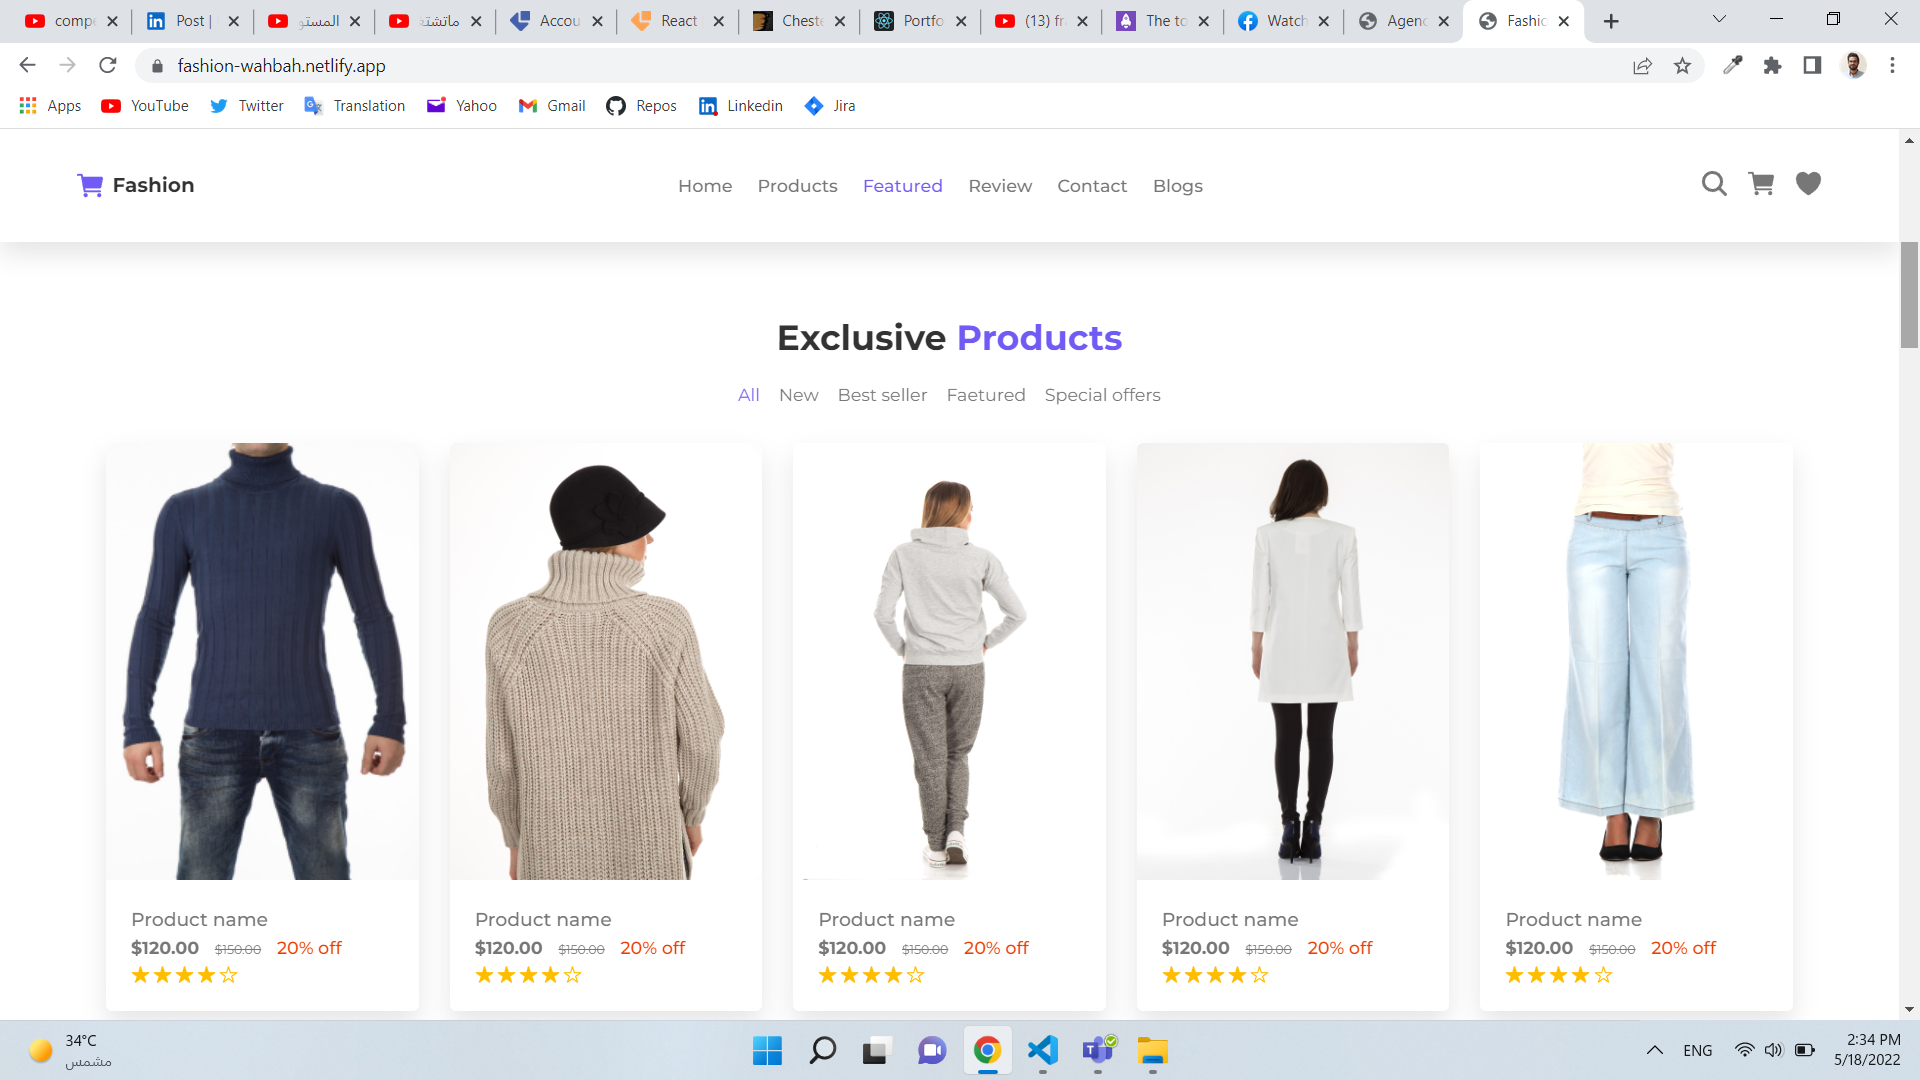 compe
Post |
المستو
ماتشتة
Accou
React
Cheste
Portfo
(13) fr
The to
Watch
Agenc
Fashio
fashion-wahbah.netlify.app
Apps YouTube Twitter Translation Yahoo Gmail Repos Linkedin Jira
Fashion
Home Products Featured Review Contact Blogs
Exclusive Products
All New Best seller Faetured Special offers
Product name
$120.00 $150.00 20% off
Product name
$120.00 $150.00 20% off
Product name
$120.00 $150.00 20% off
Product name
$120.00 $150.00 20% off
Product name
$120.00 $150.00 20% off
34°C
مشمس
ENG
2:34 PM
5/18/2022